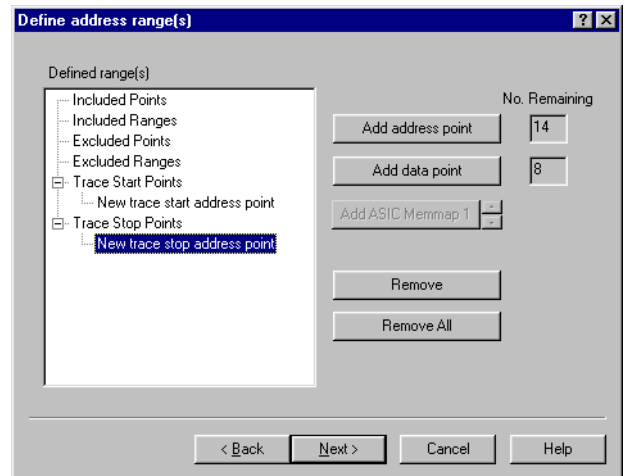 Define address range(s)
Defined range(s)
Included Points
Included Ranges
Excluded Points
Excluded Ranges
Trace Start Points
New trace start address point
Trace Stop Points
New trace stop address point
No. Remaining
Add address point 14
Add data point 8
Add ASIC Memmap 1
Remove
Remove All
< Back Next > Cancel Help